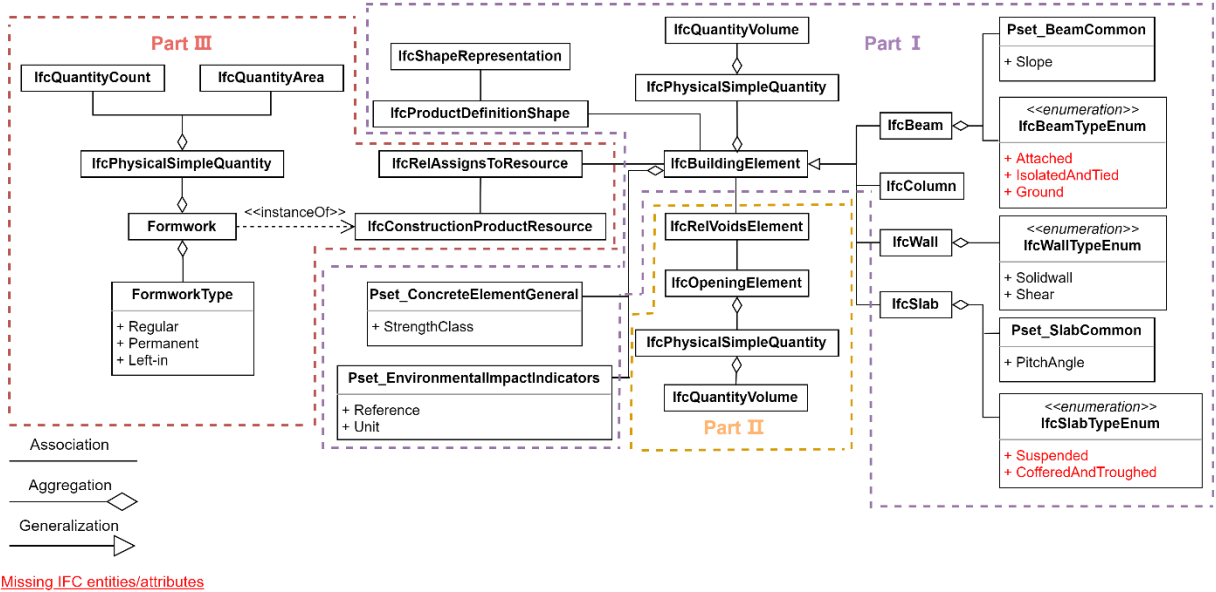 Part III
IfcQuantityCount
IfcQuantityArea
IfcPhysicalSimpleQuantity
Formwork
<<instanceOf>>
FormworkType
+ Regular
+ Permanent
+ Left-in
Part I
IfcShapeRepresentation
IfcProductDefinitionShape
IfcRelAssignsToResource
IfcConstructionProductResource
Pset_ConcreteElementGeneral
+ StrengthClass
Pset_EnvironmentalImpactIndicators
+ Reference
+ Unit
IfcQuantityVolume
IfcPhysicalSimpleQuantity
IfcBuildingElement
IfcRelVoidsElement
IfcOpeningElement
IfcPhysicalSimpleQuantity
IfcQuantityVolume
Part II
IfcBeam
IfcColumn
IfcWall
IfcSlab
Pset_BeamCommon
+ Slope
<<enumeration>>
IfcBeamTypeEnum
+ Attached
+ IsolatedAndTied
+ Ground
<<enumeration>>
IfcWallTypeEnum
+ Solidwall
+ Shear
Pset_SlabCommon
+ PitchAngle
<<enumeration>>
IfcSlabTypeEnum
+ Suspended
+ CofferedAndTroughed
Association
Aggregation
Generalization
Missing IFC entities/attributes